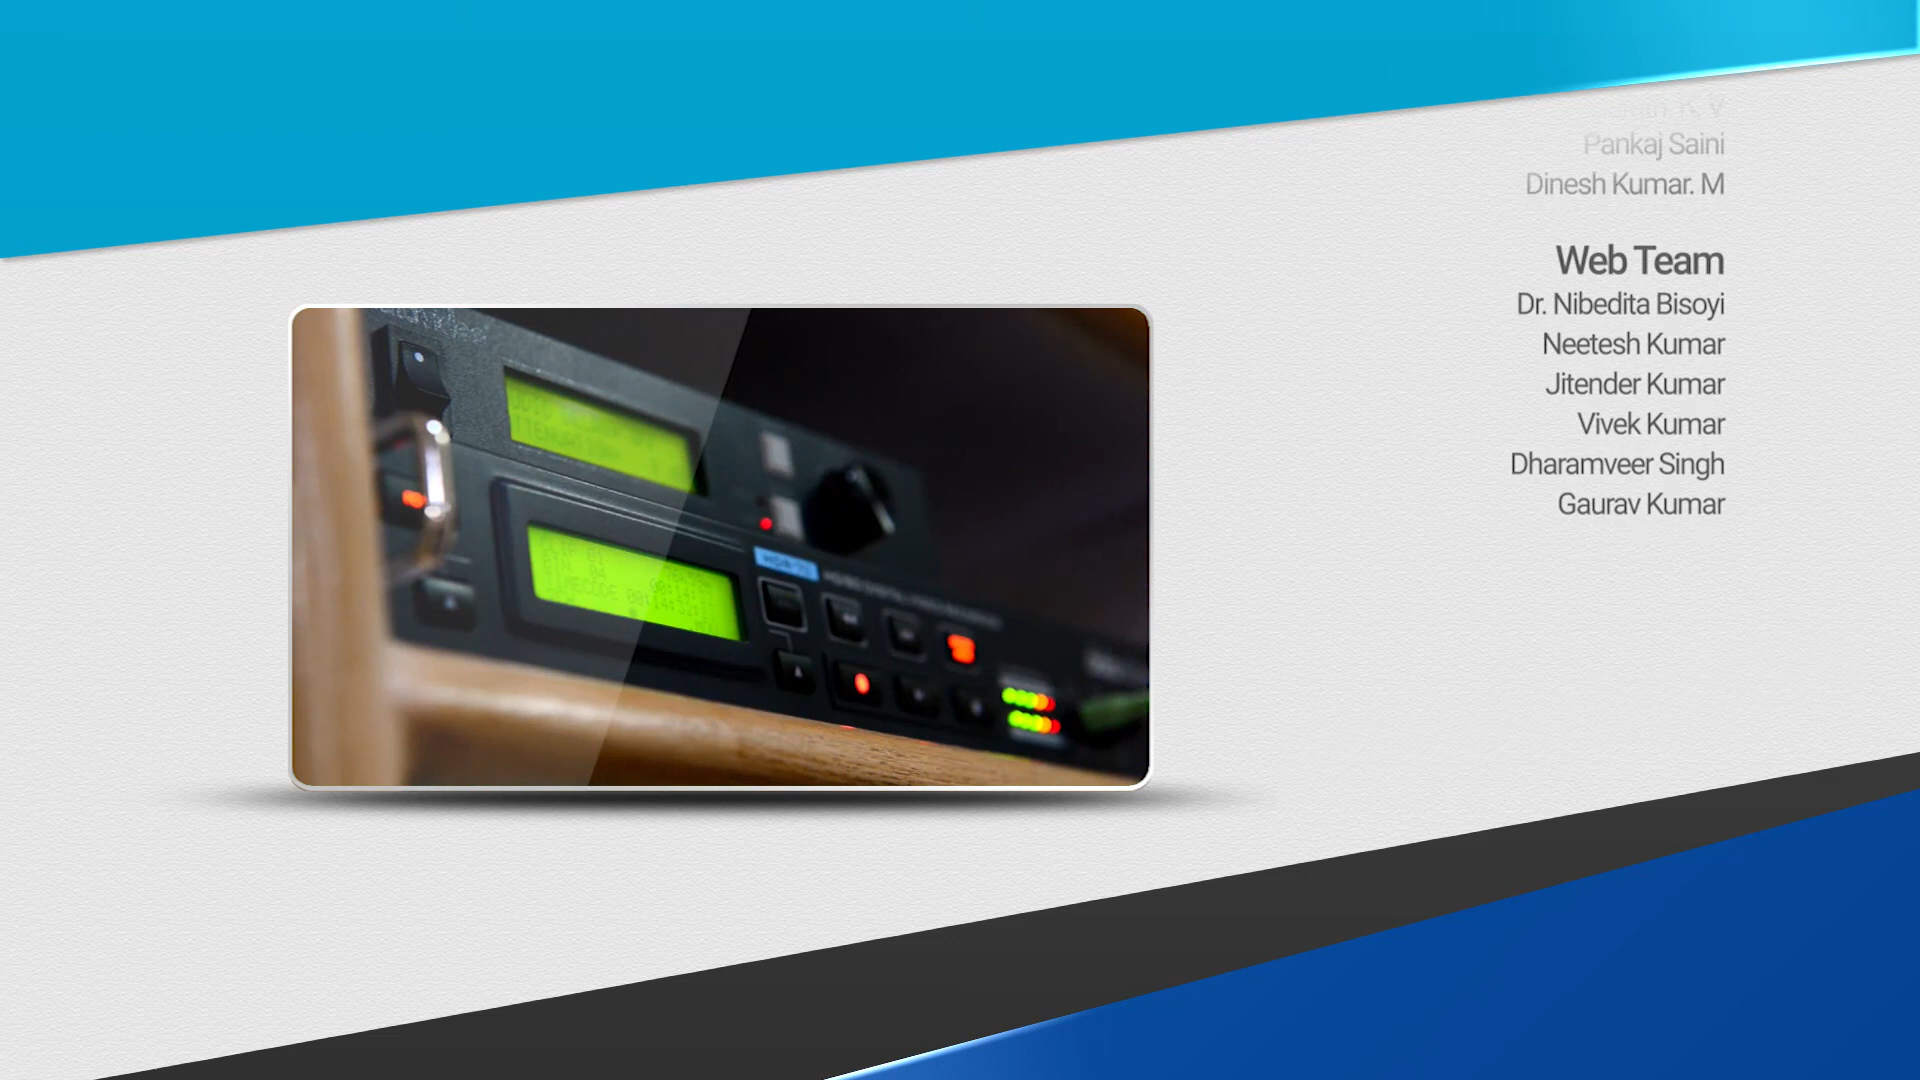 Pankaj Saini
Dinesh Kumar. M
Web Team
Dr. Nibedita Bisoyi
Neetesh Kumar
Jitender Kumar
Vivek Kumar
Dharamveer Singh
Gaurav Kumar
TIMECODE